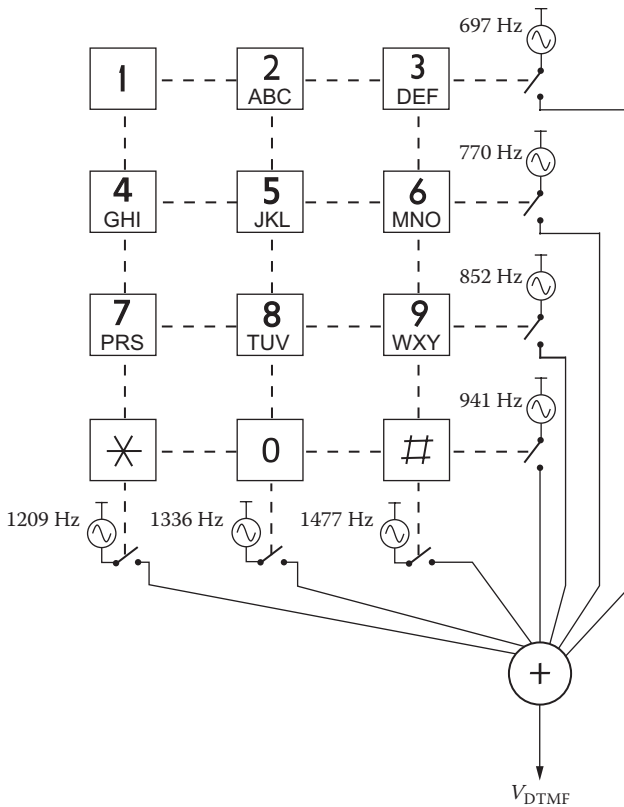 697 Hz
1 2 3
ABC DEF
770 Hz
4 5 6
GHI JKL MNO
852 Hz
7 8 9
PRS TUV WXY
941 Hz
* 0 #
1209 Hz 1336 Hz 1477 Hz
+
V_DTMF